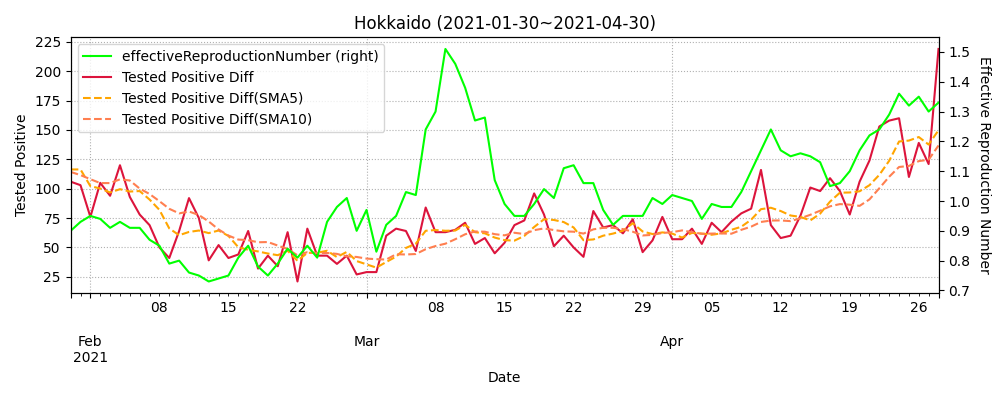 Hokkaido (2021-01-30~2021-04-30)
effectiveReproductionNumber (right)
Tested Positive Diff
Tested Positive Diff(SMA5)
Tested Positive Diff(SMA10)
Tested Positive
225
200
175
150
125
100
75
50
25
Effective Reproduction Number
1.5
1.4
1.3
1.2
1.1
1.0
0.9
0.8
0.7
08 15 22 08 15 22 29 05 12 19 26
Feb Mar Apr
2021
Date